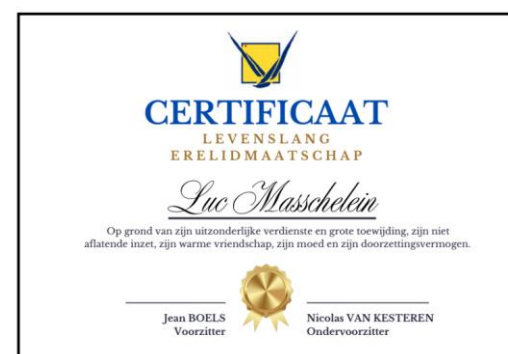 CERTIFICAAT
LEVENSLANG
ERELIDMAATSCHAP
Luc Masschelein
Op grond van zijn uitzonderlijke verdienste en grote toewijding, zijn niet
aflatende inzet, zijn warme vriendschap, zijn moed en zijn doorzettingsvermogen.
Jean BOELS
Voorzitter
Nicolas VAN KESTEREN
Ondervoorzitter